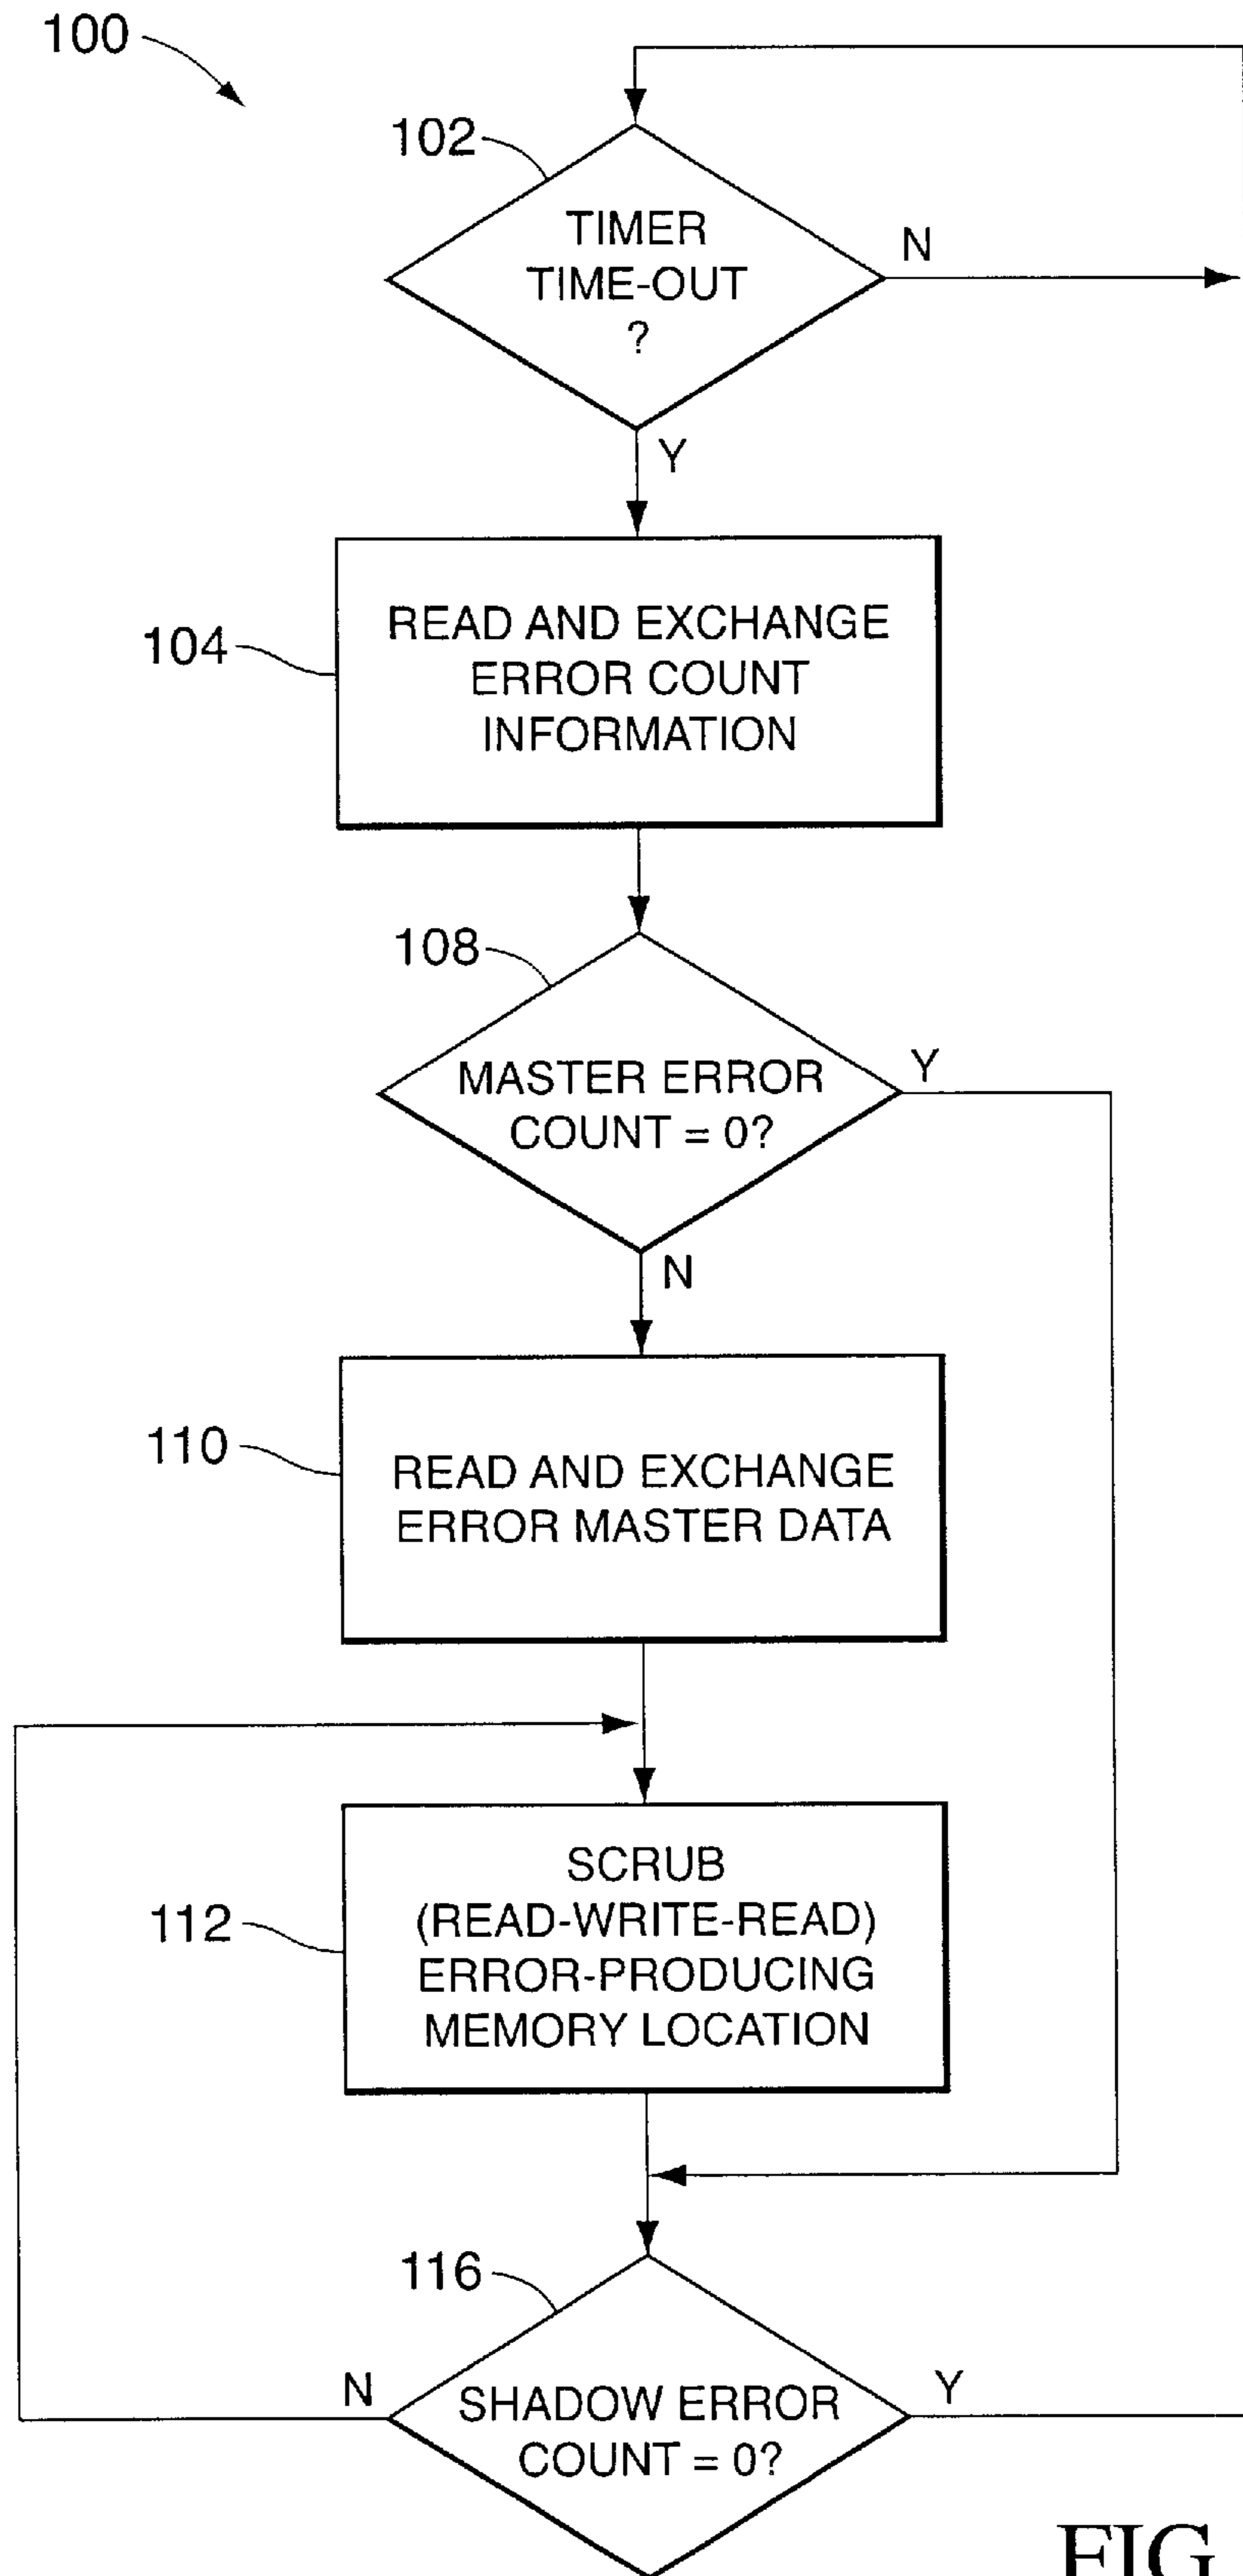 100
102
TIMER
TIME-OUT
?
N
Y
104
READ AND EXCHANGE
ERROR COUNT
INFORMATION
108
MASTER ERROR
COUNT = 0?
Y
N
110
READ AND EXCHANGE
ERROR MASTER DATA
112
SCRUB
(READ-WRITE-READ)
ERROR-PRODUCING
MEMORY LOCATION
116
N
SHADOW ERROR
COUNT = 0?
Y
FIG